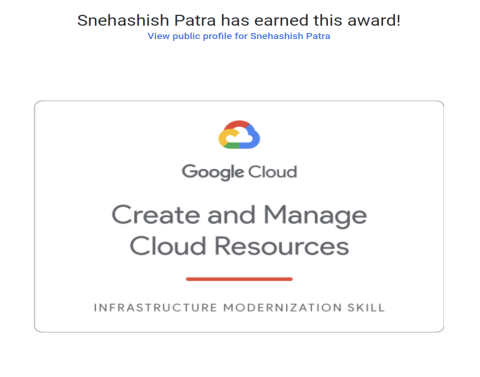 Snehashish Patra has earned this award!
View public profile for Snehashish Patra
Google Cloud
Create and Manage
Cloud Resources
INFRASTRUCTURE MODERNIZATION SKILL